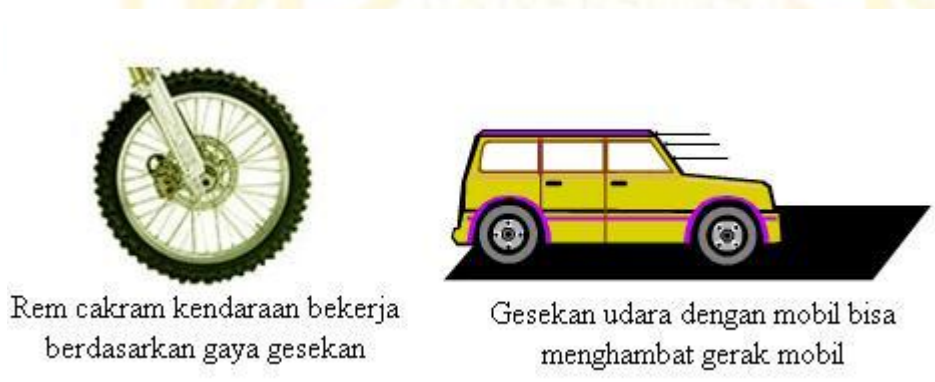 Rem cakram kendaraan bekerja
berdasarkan gaya gesekan
Gesekan udara dengan mobil bisa
menghambat gerak mobil